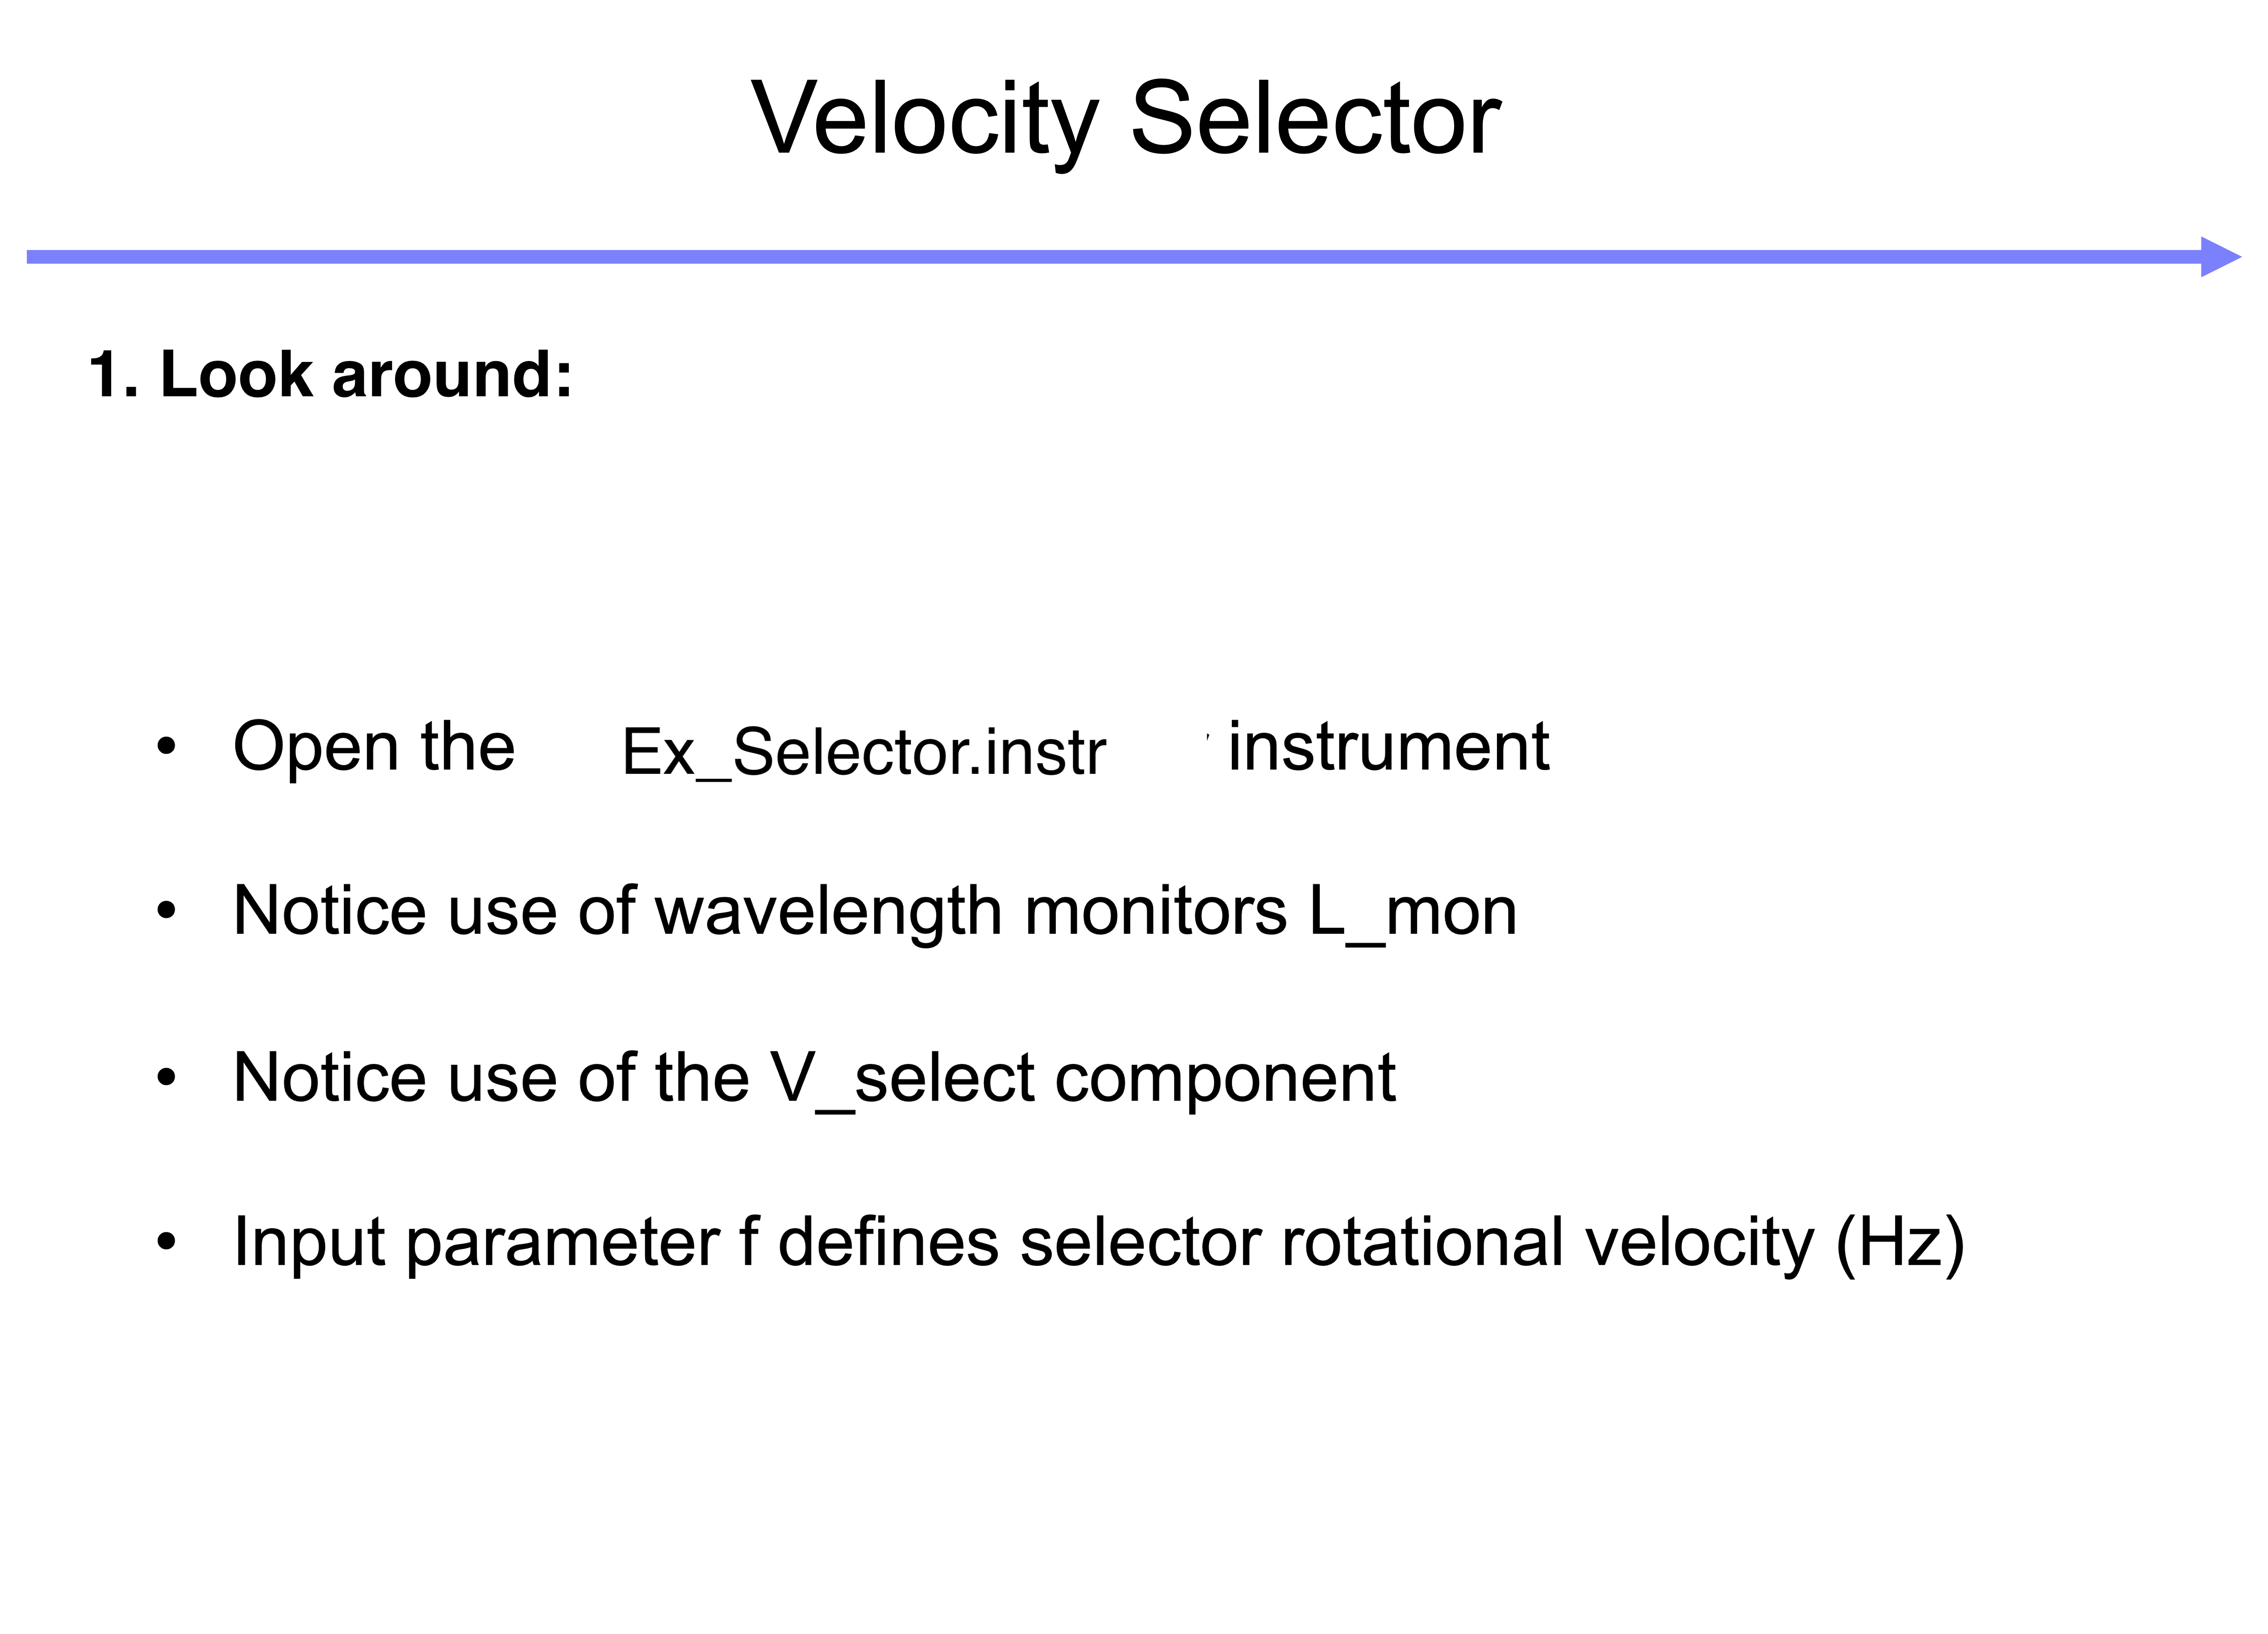 Velocity Selector
1. Look around:
• Open the Ex_Selector.instr instrument
• Notice use of wavelength monitors L_mon
• Notice use of the V_select component
• Input parameter f defines selector rotational velocity (Hz)